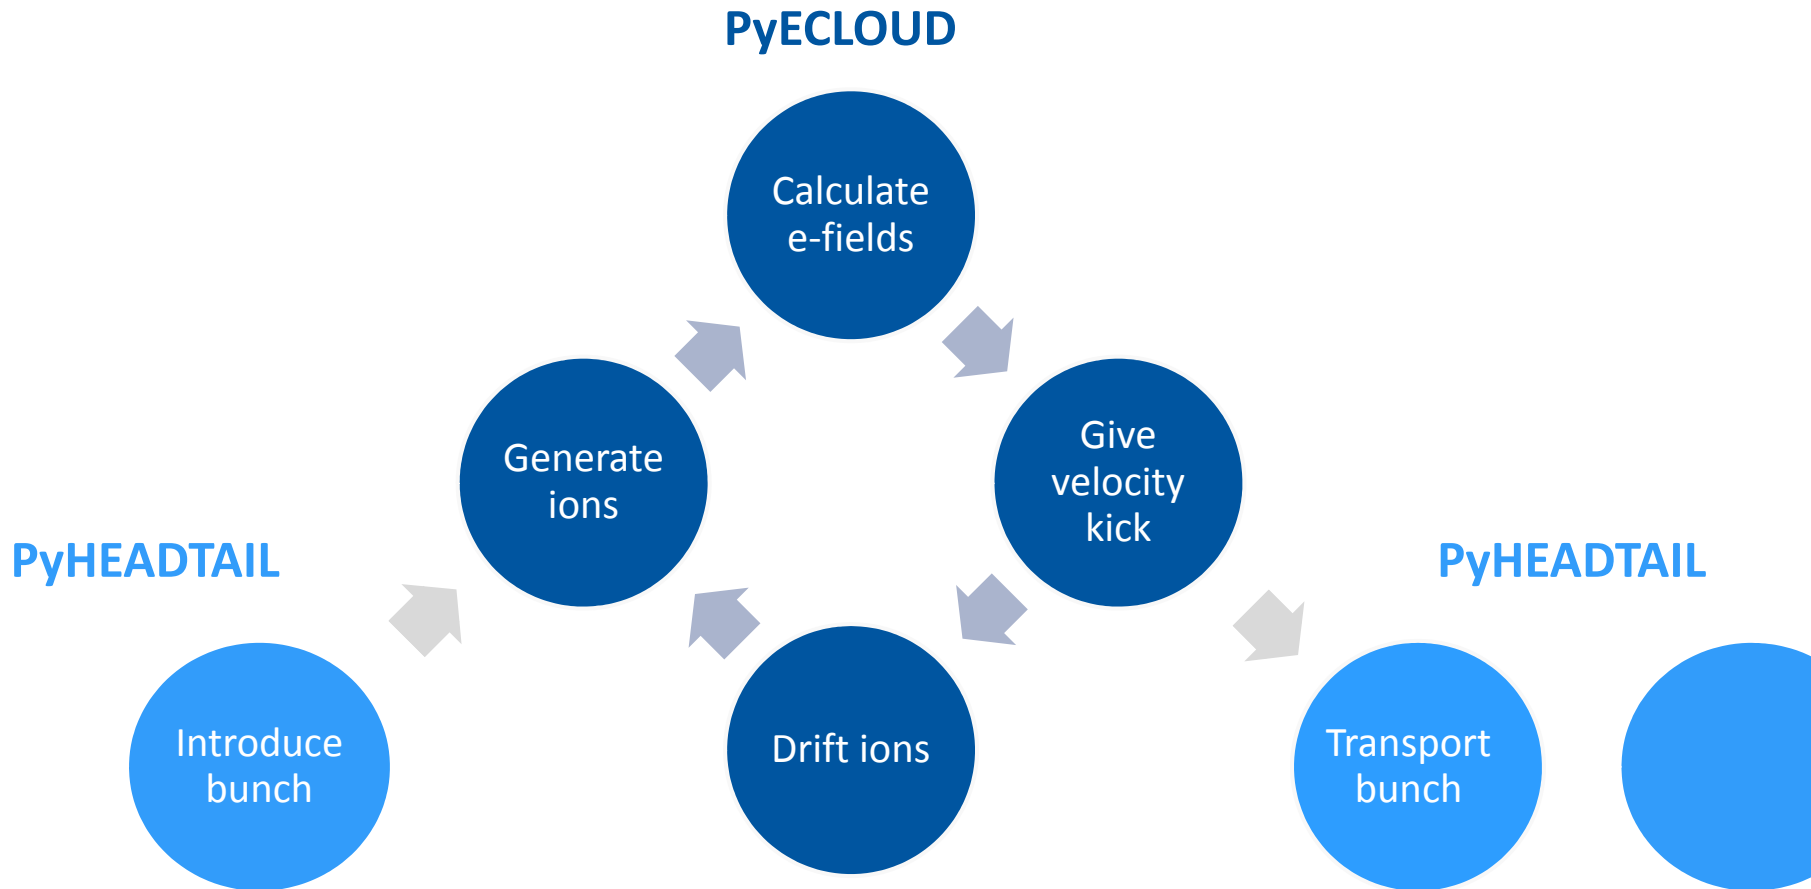 PyECLOUD
Calculate
e-fields
Generate
ions
Give
velocity
kick
PyHEADTAIL
PyHEADTAIL
Introduce
bunch
Drift ions
Transport
bunch